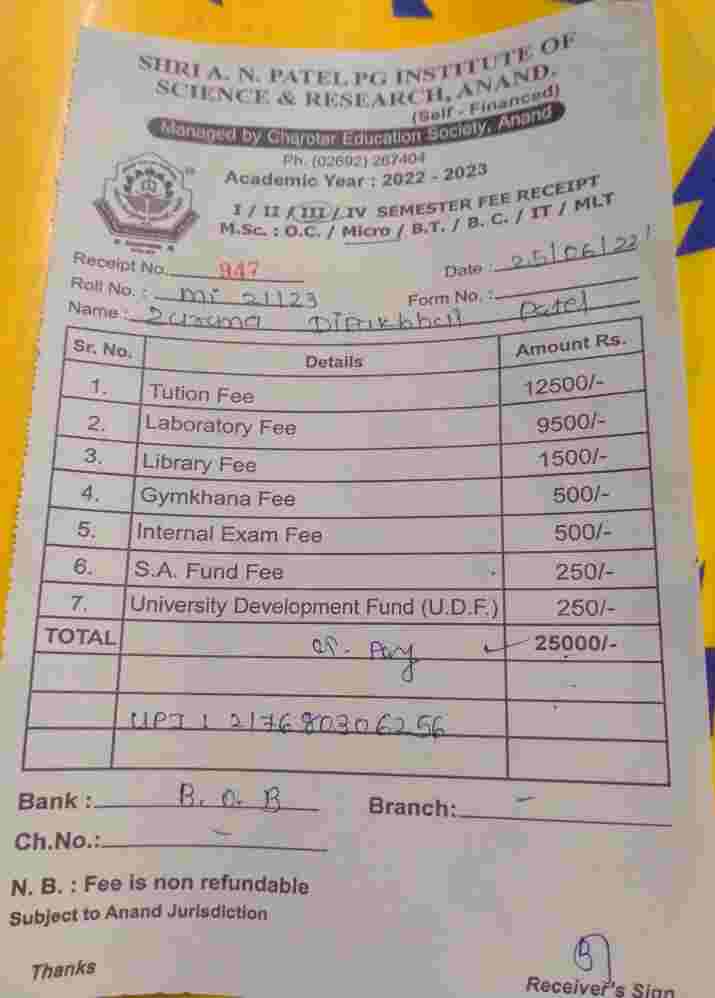 SHRI A. N. PATEL PG INSTITUTE OF
SCIENCE & RESEARCH, ANAND.
(Self - Financed)
Managed by Charotar Education Society, Anand
Ph. (02692) 267404
Academic Year : 2022 - 2023
I / II / III / IV SEMESTER FEE RECEIPT
M.Sc. : O.C. / Micro / B.T. / B. C. / IT / MLT
Receipt No. 947
Date : 25/06/22
Roll No. : mi 21123
Form No. :
Name : Dipikbhai Patel
Sr. No. Details Amount Rs.
1. Tution Fee 12500/-
2. Laboratory Fee 9500/-
3. Library Fee 1500/-
4. Gymkhana Fee 500/-
5. Internal Exam Fee 500/-
6. S.A. Fund Fee 250/-
7. University Development Fund (U.D.F.) 250/-
TOTAL Pay 25000/-
UPI 217680306256
Bank : B. O. B Branch: -
Ch.No.: -
N. B. : Fee is non refundable
Subject to Anand Jurisdiction
Thanks
Receiver's Sign